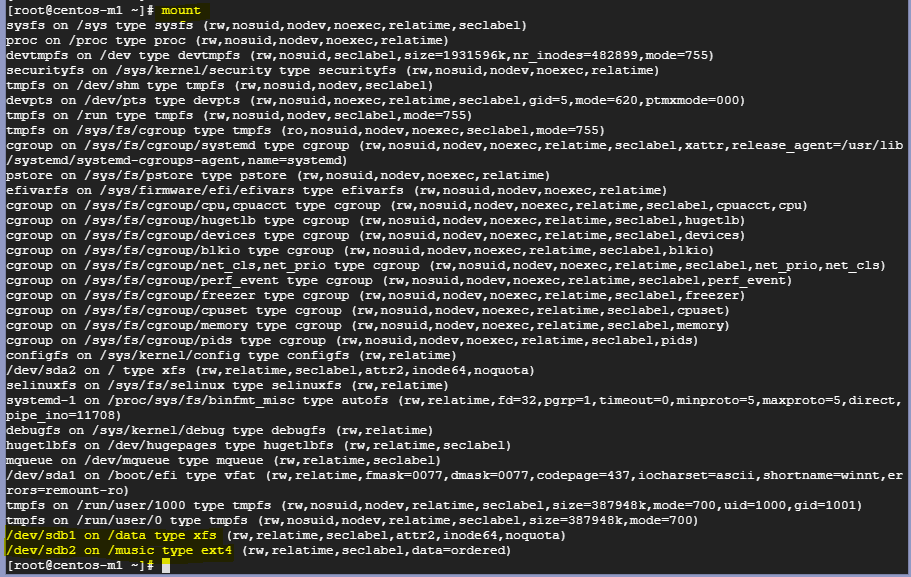 [root@centos-m1 ~]# mount
sysfs on /sys type sysfs (rw,nosuid,nodev,noexec,relatime,seclabel)
proc on /proc type proc (rw,nosuid,nodev,noexec,relatime)
devtmpfs on /dev type devtmpfs (rw,nosuid,seclabel,size=1931596k,nr_inodes=482899,mode=755)
securityfs on /sys/kernel/security type securityfs (rw,nosuid,nodev,noexec,relatime)
tmpfs on /dev/shm type tmpfs (rw,nosuid,nodev,seclabel)
devpts on /dev/pts type devpts (rw,nosuid,noexec,relatime,seclabel,gid=5,mode=620,ptmxmode=000)
tmpfs on /run type tmpfs (rw,nosuid,nodev,seclabel,mode=755)
tmpfs on /sys/fs/cgroup type tmpfs (ro,nosuid,nodev,noexec,seclabel,mode=755)
cgroup on /sys/fs/cgroup/systemd type cgroup (rw,nosuid,nodev,noexec,relatime,seclabel,xattr,release_agent=/usr/lib
/systemd/systemd-cgroups-agent,name=systemd)
pstore on /sys/fs/pstore type pstore (rw,nosuid,nodev,noexec,relatime)
efivarfs on /sys/firmware/efi/efivars type efivarfs (rw,nosuid,nodev,noexec,relatime)
cgroup on /sys/fs/cgroup/cpu,cpuacct type cgroup (rw,nosuid,nodev,noexec,relatime,seclabel,cpuacct,cpu)
cgroup on /sys/fs/cgroup/hugetlb type cgroup (rw,nosuid,nodev,noexec,relatime,seclabel,hugetlb)
cgroup on /sys/fs/cgroup/devices type cgroup (rw,nosuid,nodev,noexec,relatime,seclabel,devices)
cgroup on /sys/fs/cgroup/blkio type cgroup (rw,nosuid,nodev,noexec,relatime,seclabel,blkio)
cgroup on /sys/fs/cgroup/net_cls,net_prio type cgroup (rw,nosuid,nodev,noexec,relatime,seclabel,net_prio,net_cls)
cgroup on /sys/fs/cgroup/perf_event type cgroup (rw,nosuid,nodev,noexec,relatime,seclabel,perf_event)
cgroup on /sys/fs/cgroup/freezer type cgroup (rw,nosuid,nodev,noexec,relatime,seclabel,freezer)
cgroup on /sys/fs/cgroup/cpuset type cgroup (rw,nosuid,nodev,noexec,relatime,seclabel,cpuset)
cgroup on /sys/fs/cgroup/memory type cgroup (rw,nosuid,nodev,noexec,relatime,seclabel,memory)
cgroup on /sys/fs/cgroup/pids type cgroup (rw,nosuid,nodev,noexec,relatime,seclabel,pids)
configfs on /sys/kernel/config type configfs (rw,relatime)
/dev/sda2 on / type xfs (rw,relatime,seclabel,attr2,inode64,noquota)
selinuxfs on /sys/fs/selinux type selinuxfs (rw,relatime)
systemd-1 on /proc/sys/fs/binfmt_misc type autofs (rw,relatime,fd=32,pgrp=1,timeout=0,minproto=5,maxproto=5,direct,
pipe_ino=11708)
debugfs on /sys/kernel/debug type debugfs (rw,relatime)
hugetlbfs on /dev/hugepages type hugetlbfs (rw,relatime,seclabel)
mqueue on /dev/mqueue type mqueue (rw,relatime,seclabel)
/dev/sda1 on /boot/efi type vfat (rw,relatime,fmask=0077,dmask=0077,codepage=437,iocharset=ascii,shortname=winnt,er
rors=remount-ro)
tmpfs on /run/user/1000 type tmpfs (rw,nosuid,nodev,relatime,seclabel,size=387948k,mode=700,uid=1000,gid=1001)
tmpfs on /run/user/0 type tmpfs (rw,nosuid,nodev,relatime,seclabel,size=387948k,mode=700)
/dev/sdb1 on /data type xfs (rw,relatime,seclabel,attr2,inode64,noquota)
/dev/sdb2 on /music type ext4 (rw,relatime,seclabel,data=ordered)
[root@centos-m1 ~]#